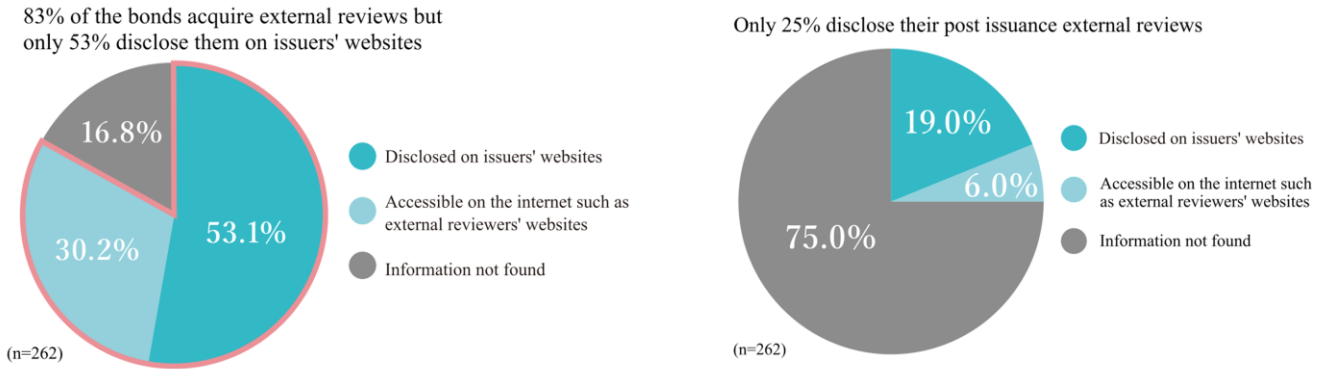 83% of the bonds acquire external reviews but
only 53% disclose them on issuers' websites
16.8%
30.2%
53.1%
Disclosed on issuers' websites
Accessible on the internet such as
external reviewers' websites
Information not found
(n=262)
Only 25% disclose their post issuance external reviews
19.0%
6.0%
75.0%
Disclosed on issuers' websites
Accessible on the internet such
as external reviewers' websites
Information not found
(n=262)